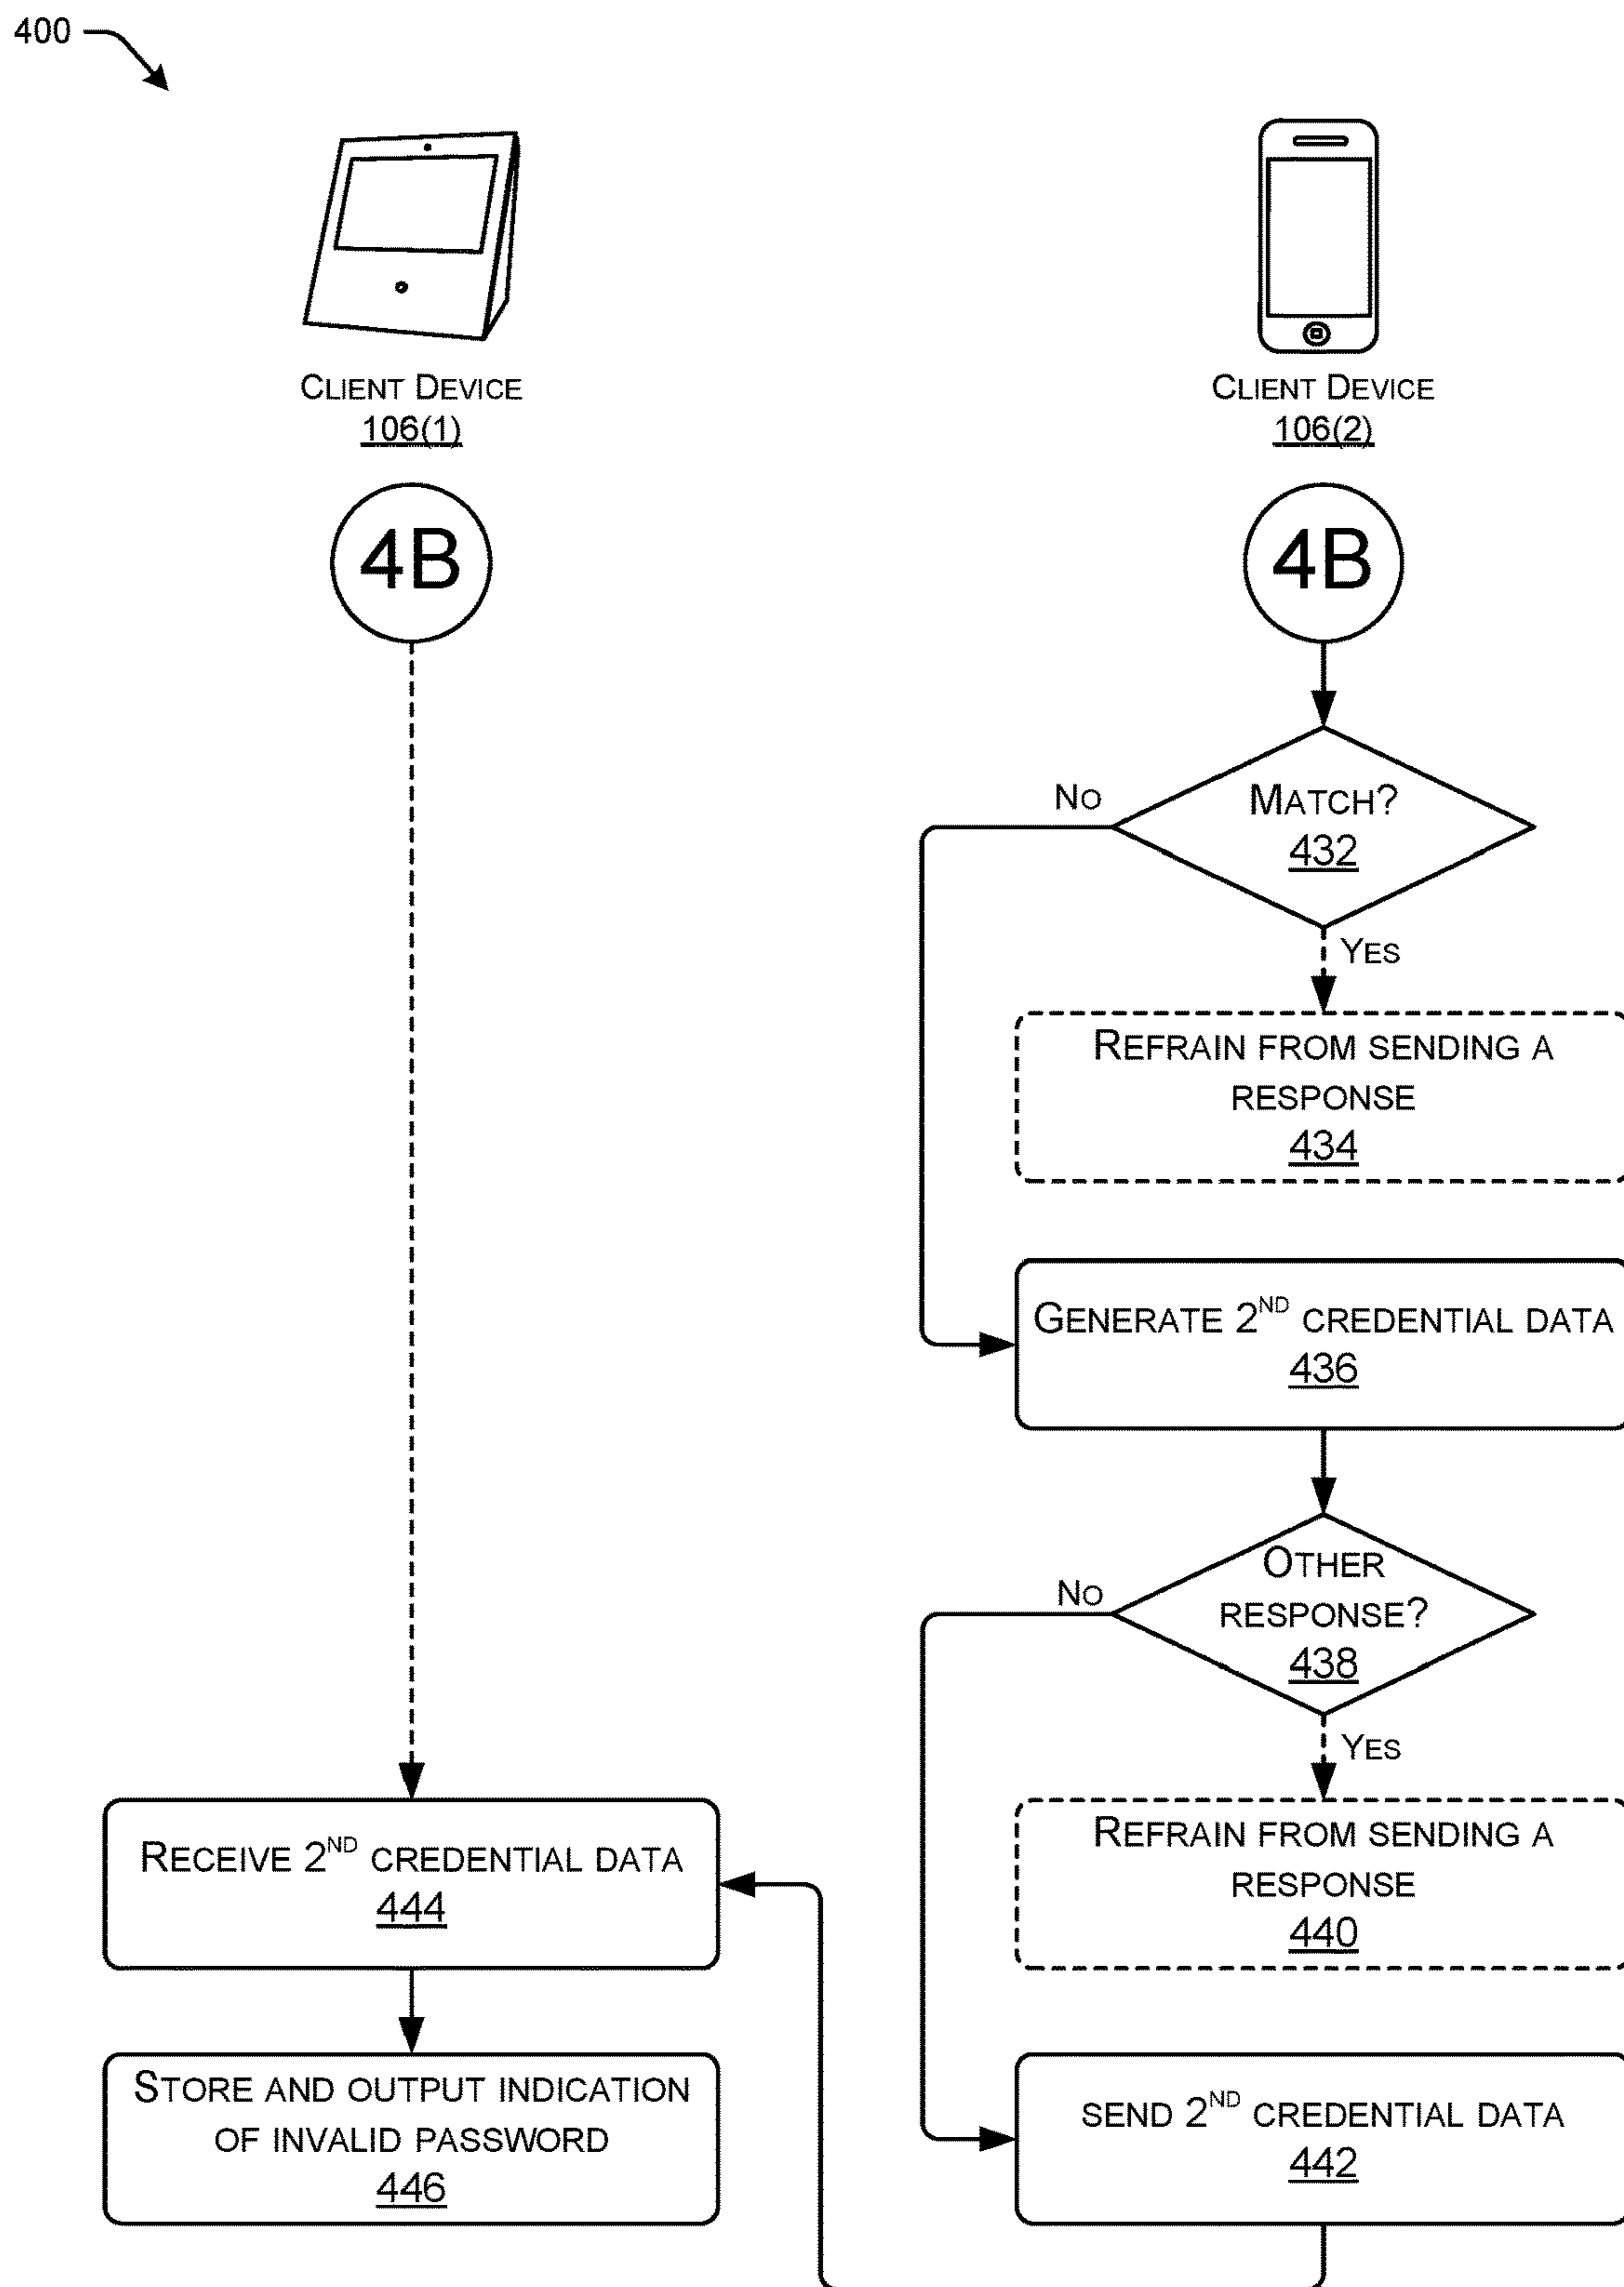 400
CLIENT DEVICE
106(1)
CLIENT DEVICE
106(2)
4B
4B
NO
MATCH?
432
YES
REFRAIN FROM SENDING A
RESPONSE
434
GENERATE 2ND CREDENTIAL DATA
436
NO
OTHER
RESPONSE?
438
YES
RECEIVE 2ND CREDENTIAL DATA
444
REFRAIN FROM SENDING A
RESPONSE
440
STORE AND OUTPUT INDICATION
OF INVALID PASSWORD
446
SEND 2ND CREDENTIAL DATA
442